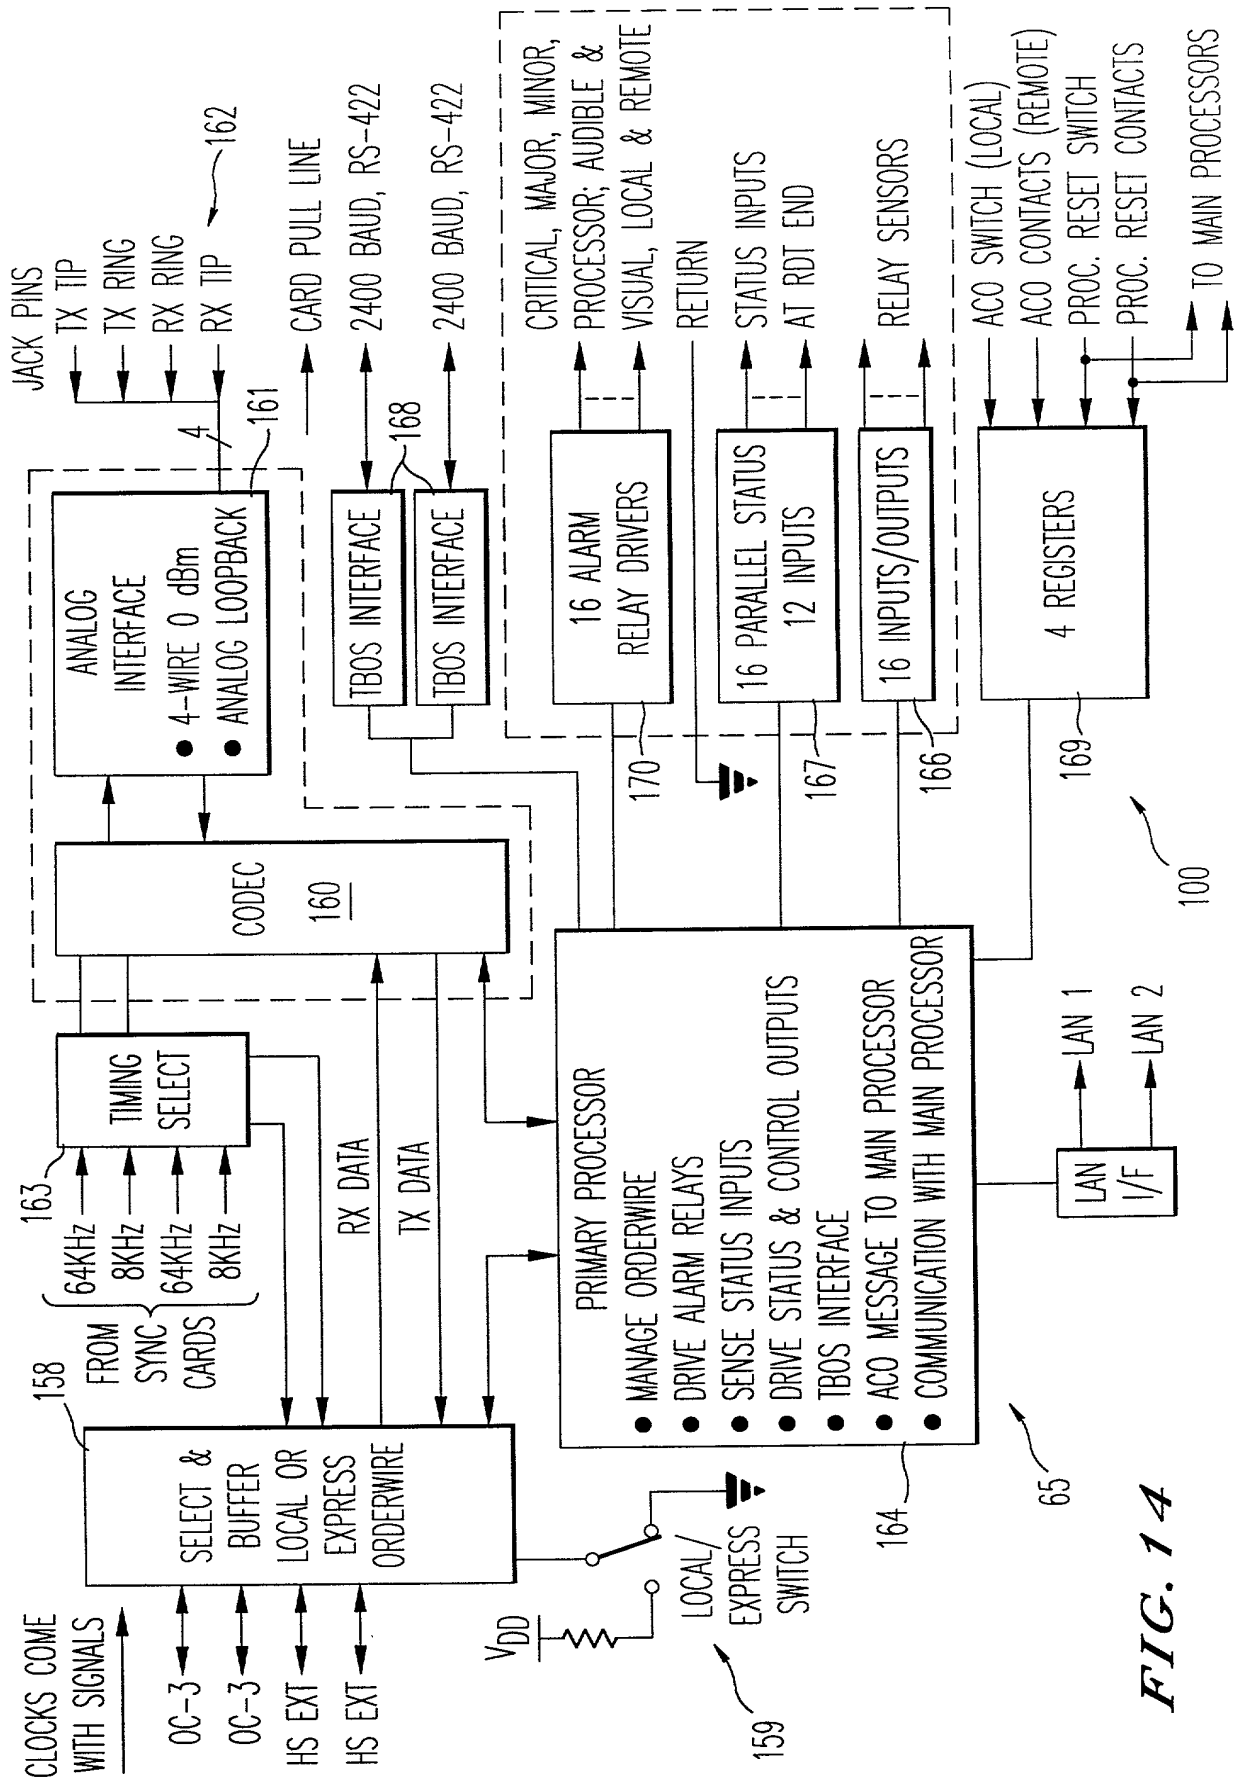 CLOCKS COME
WITH SIGNALS
OC-3
OC-3
HS EXT
HS EXT
158
SELECT &
BUFFER
LOCAL OR
EXPRESS
ORDERWIRE
FROM
SYNC
CARDS
64KHz
8KHz
64KHz
8KHz
163
TIMING
SELECT
RX DATA
TX DATA
CODEC
160
ANALOG
INTERFACE
● 4-WIRE 0 dBm
● ANALOG LOOPBACK
161
4
JACK PINS
TX TIP
TX RING
RX RING
RX TIP
162
CARD PULL LINE
TBOS INTERFACE
TBOS INTERFACE
168
2400 BAUD, RS-422
2400 BAUD, RS-422
VDD
LOCAL/
EXPRESS
SWITCH
159
PRIMARY PROCESSOR
● MANAGE ORDERWIRE
● DRIVE ALARM RELAYS
● SENSE STATUS INPUTS
● DRIVE STATUS & CONTROL OUTPUTS
● TBOS INTERFACE
● ACO MESSAGE TO MAIN PROCESSOR
● COMMUNICATION WITH MAIN PROCESSOR
164
65
16 ALARM
RELAY DRIVERS
170
CRITICAL, MAJOR, MINOR,
PROCESSOR; AUDIBLE &
VISUAL, LOCAL & REMOTE
RETURN
16 PARALLEL STATUS
12 INPUTS
167
STATUS INPUTS
AT RDT END
16 INPUTS/OUTPUTS
166
RELAY SENSORS
4 REGISTERS
169
ACO SWITCH (LOCAL)
ACO CONTACTS (REMOTE)
PROC. RESET SWITCH
PROC. RESET CONTACTS
TO MAIN PROCESSORS
100
LAN
I/F
LAN 1
LAN 2
FIG. 14